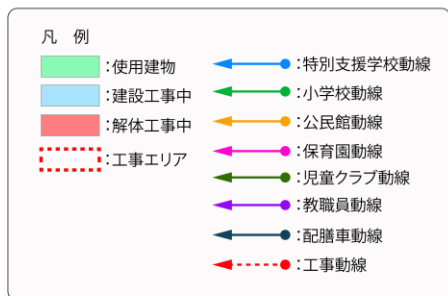 凡 例
:使用建物
:建設工事中
:解体工事中
:工事エリア
:特別支援学校動線
:小学校動線
:公民館動線
:保育園動線
:児童クラブ動線
:教職員動線
:配膳車動線
:工事動線